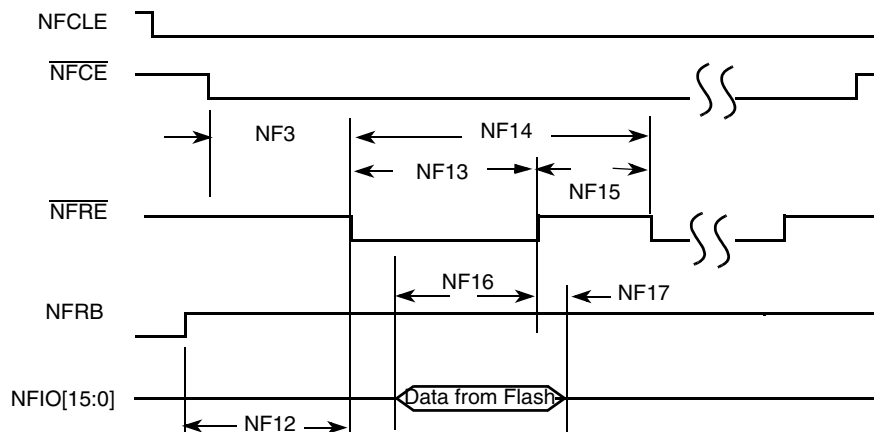 NFCLE
NFCE
NF3
NF14
NF13
NF15
NFRE
NF16
NF17
NFRB
NFIO[15:0]
Data from Flash
NF12